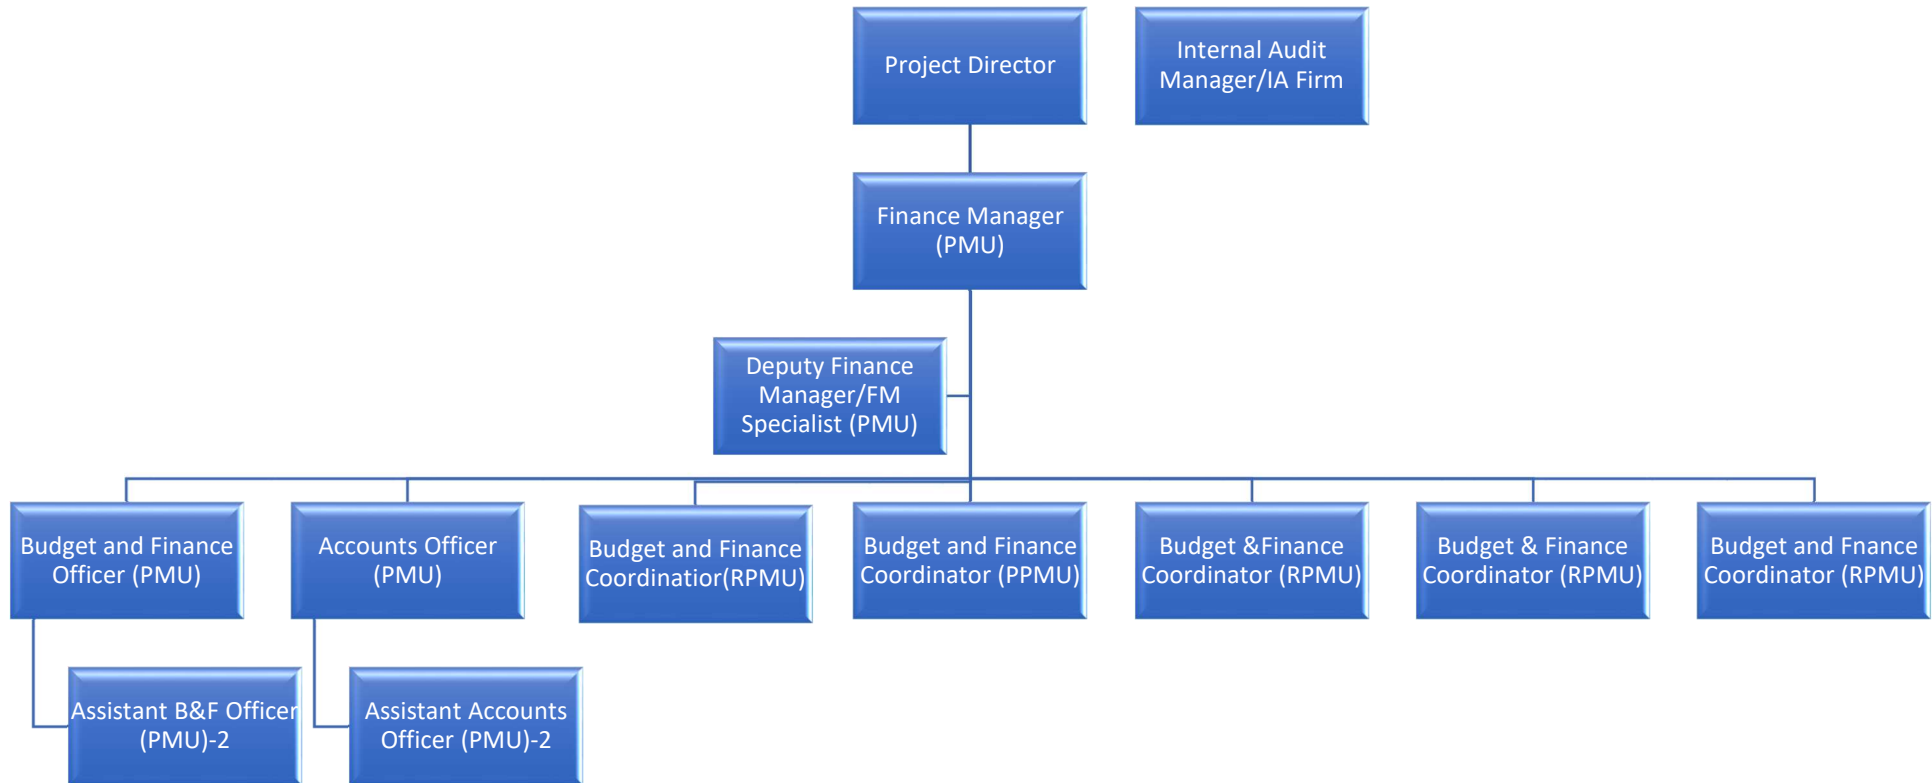 Project Director
Internal Audit
Manager/IA Firm
Finance Manager
(PMU)
Deputy Finance
Manager/FM
Specialist (PMU)
Budget and Finance
Officer (PMU)
Accounts Officer
(PMU)
Budget and Finance
Coordinatior(RPMU)
Budget and Finance
Coordinator (PPMU)
Budget &Finance
Coordinator (RPMU)
Budget & Finance
Coordinator (RPMU)
Budget and Fnance
Coordinator (RPMU)
Assistant B&F Officer
(PMU)-2
Assistant Accounts
Officer (PMU)-2